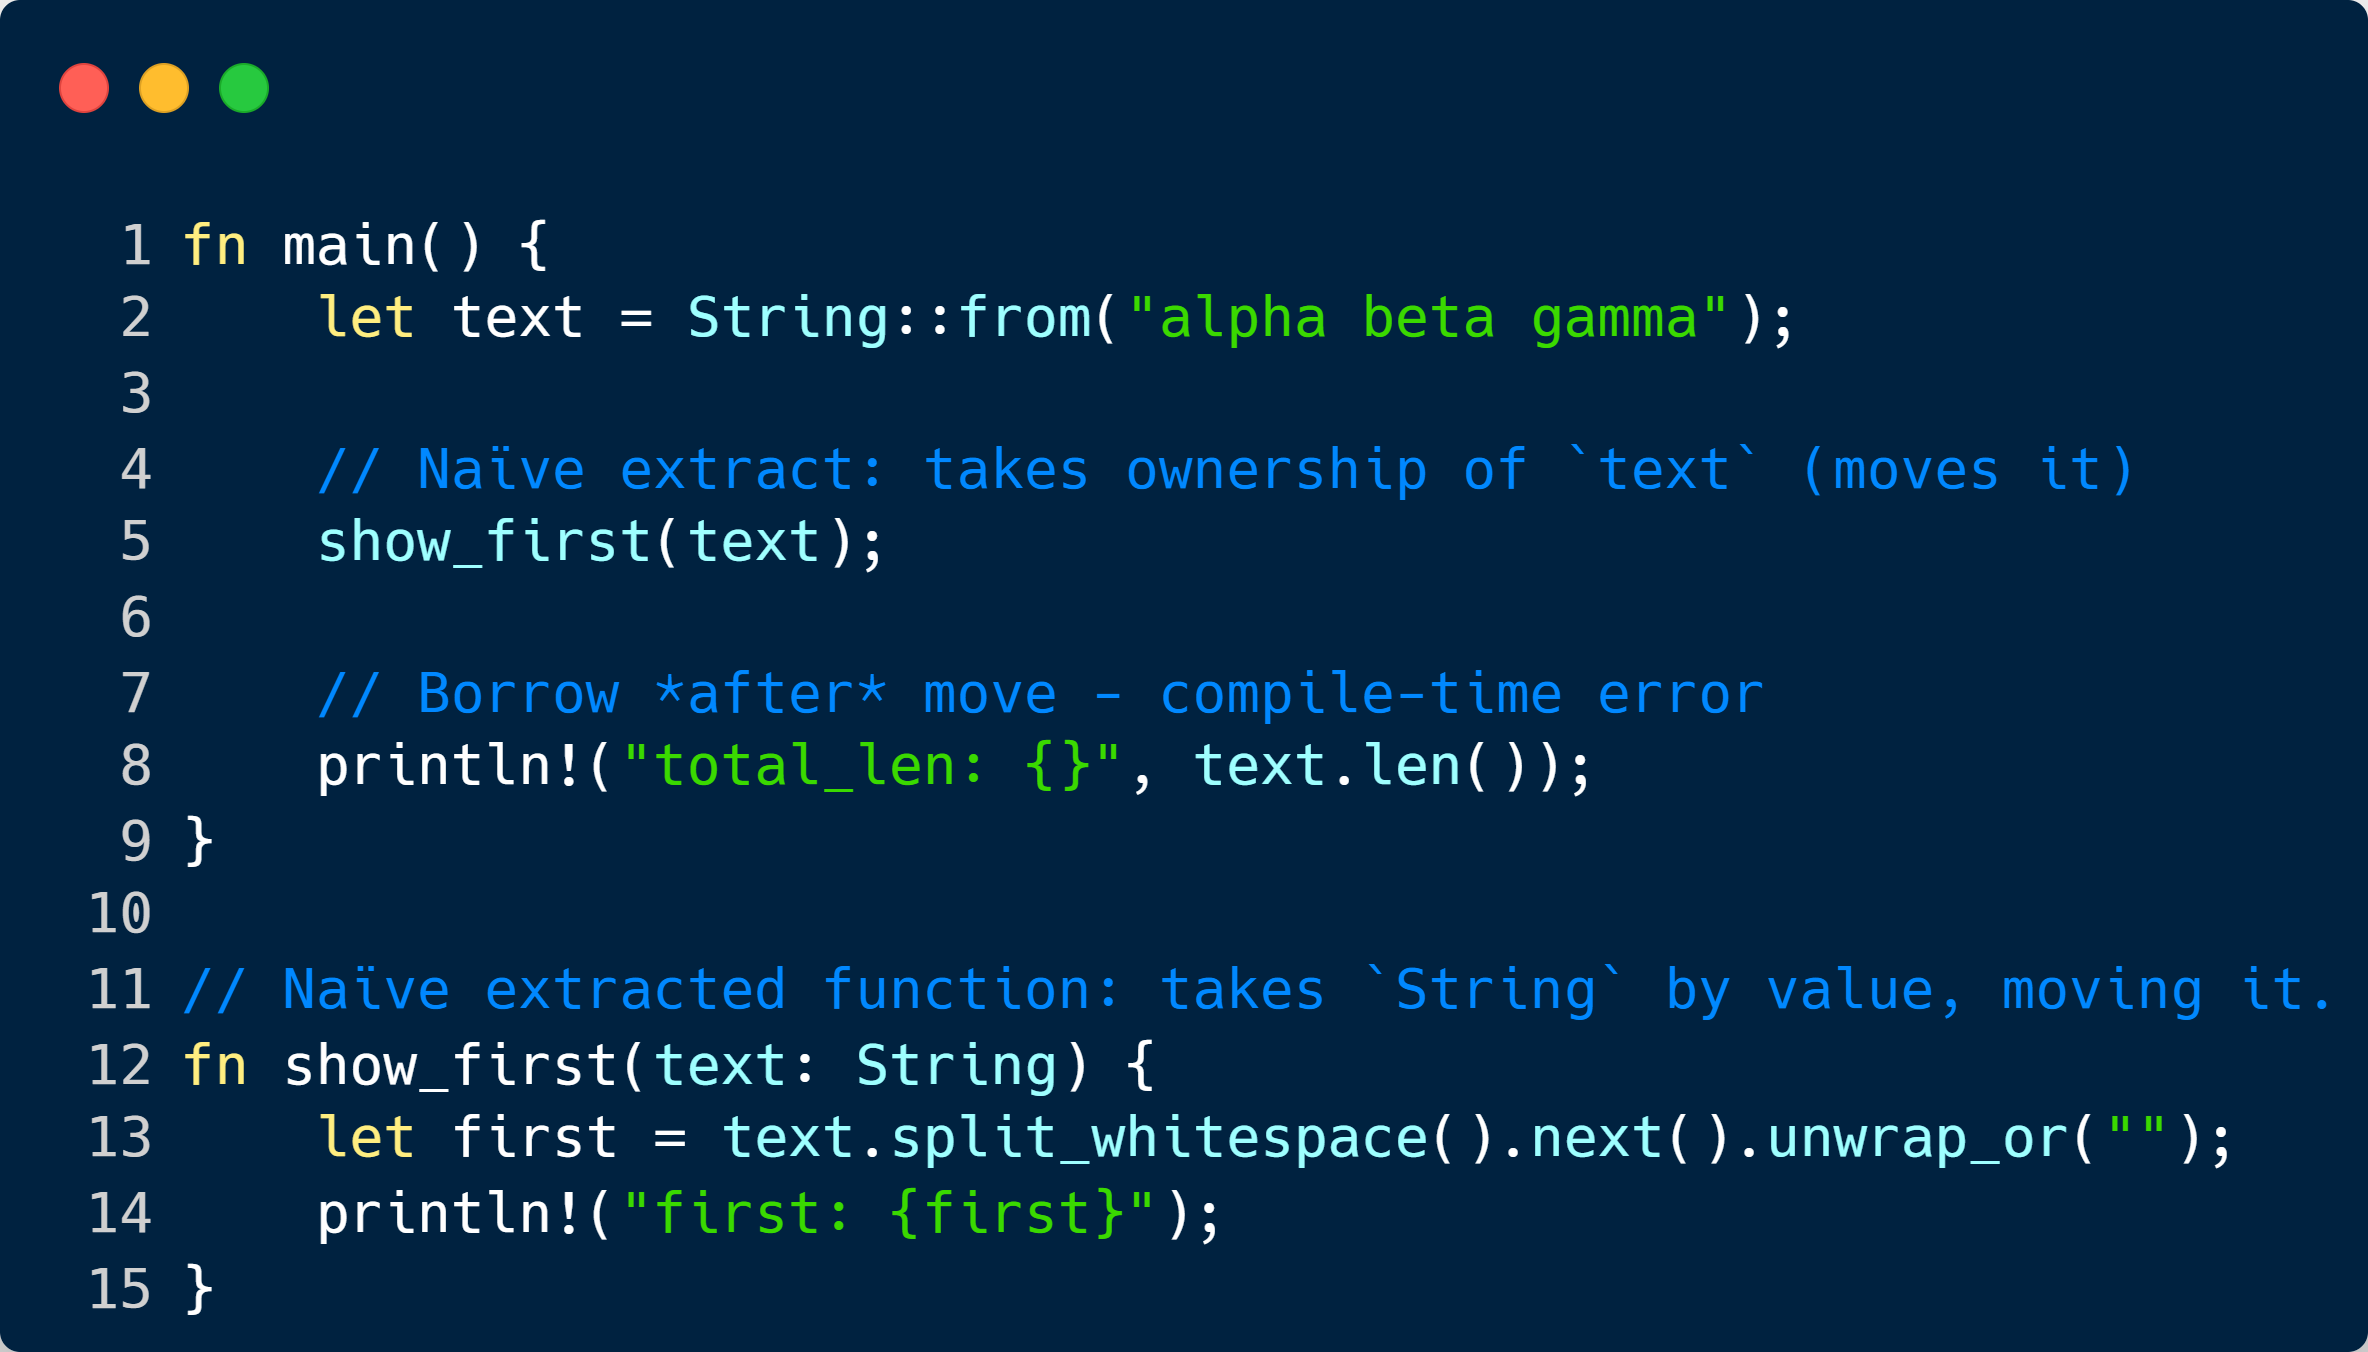 1 fn main() {
2     let text = String::from("alpha beta gamma");
3
4     // Naïve extract: takes ownership of `text` (moves it)
5     show_first(text);
6
7     // Borrow *after* move - compile-time error
8     println!("total_len: {}", text.len());
9 }
10
11 // Naïve extracted function: takes `String` by value, moving it.
12 fn show_first(text: String) {
13     let first = text.split_whitespace().next().unwrap_or("");
14     println!("first: {first}");
15 }